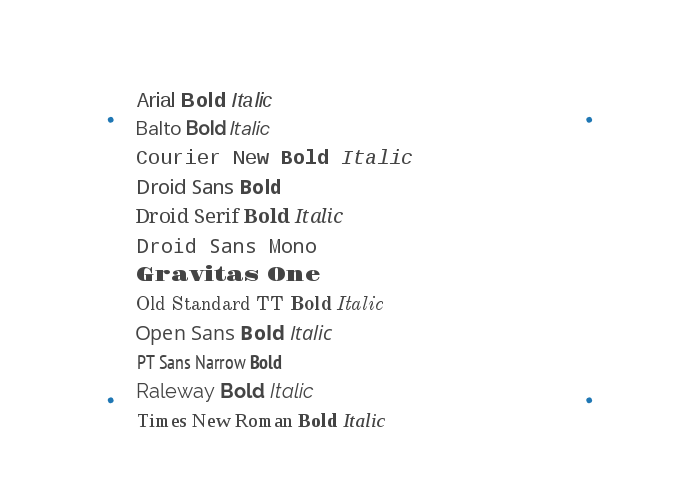 Arial Bold Italic
Balto Bold Italic
Courier New Bold Italic
Droid Sans Bold
Droid Serif Bold Italic
Droid Sans Mono
Gravitas One
Old Standard TT Bold Italic
Open Sans Bold Italic
PT Sans Narrow Bold
Raleway Bold Italic
Times New Roman Bold Italic